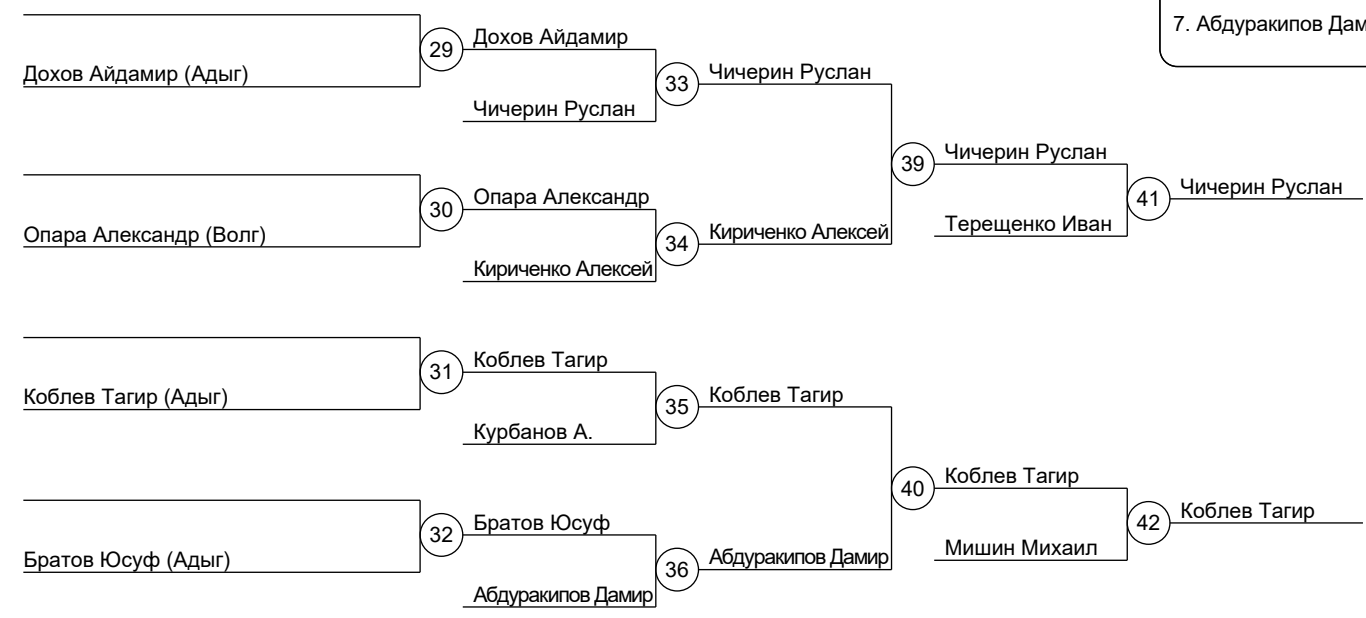 7. Абдуракипов Дам
29
Дохов Айдамир
Дохов Айдамир (Адыг)
33
Чичерин Руслан
Чичерин Руслан
39
Чичерин Руслан
30
Опара Александр
41
Чичерин Руслан
Опара Александр (Волг)
34
Кириченко Алексей
Терещенко Иван
Кириченко Алексей
31
Коблев Тагир
Коблев Тагир (Адыг)
35
Коблев Тагир
Курбанов А.
40
Коблев Тагир
32
Братов Юсуф
42
Коблев Тагир
Братов Юсуф (Адыг)
36
Абдуракипов Дамир
Мишин Михаил
Абдуракипов Дамир